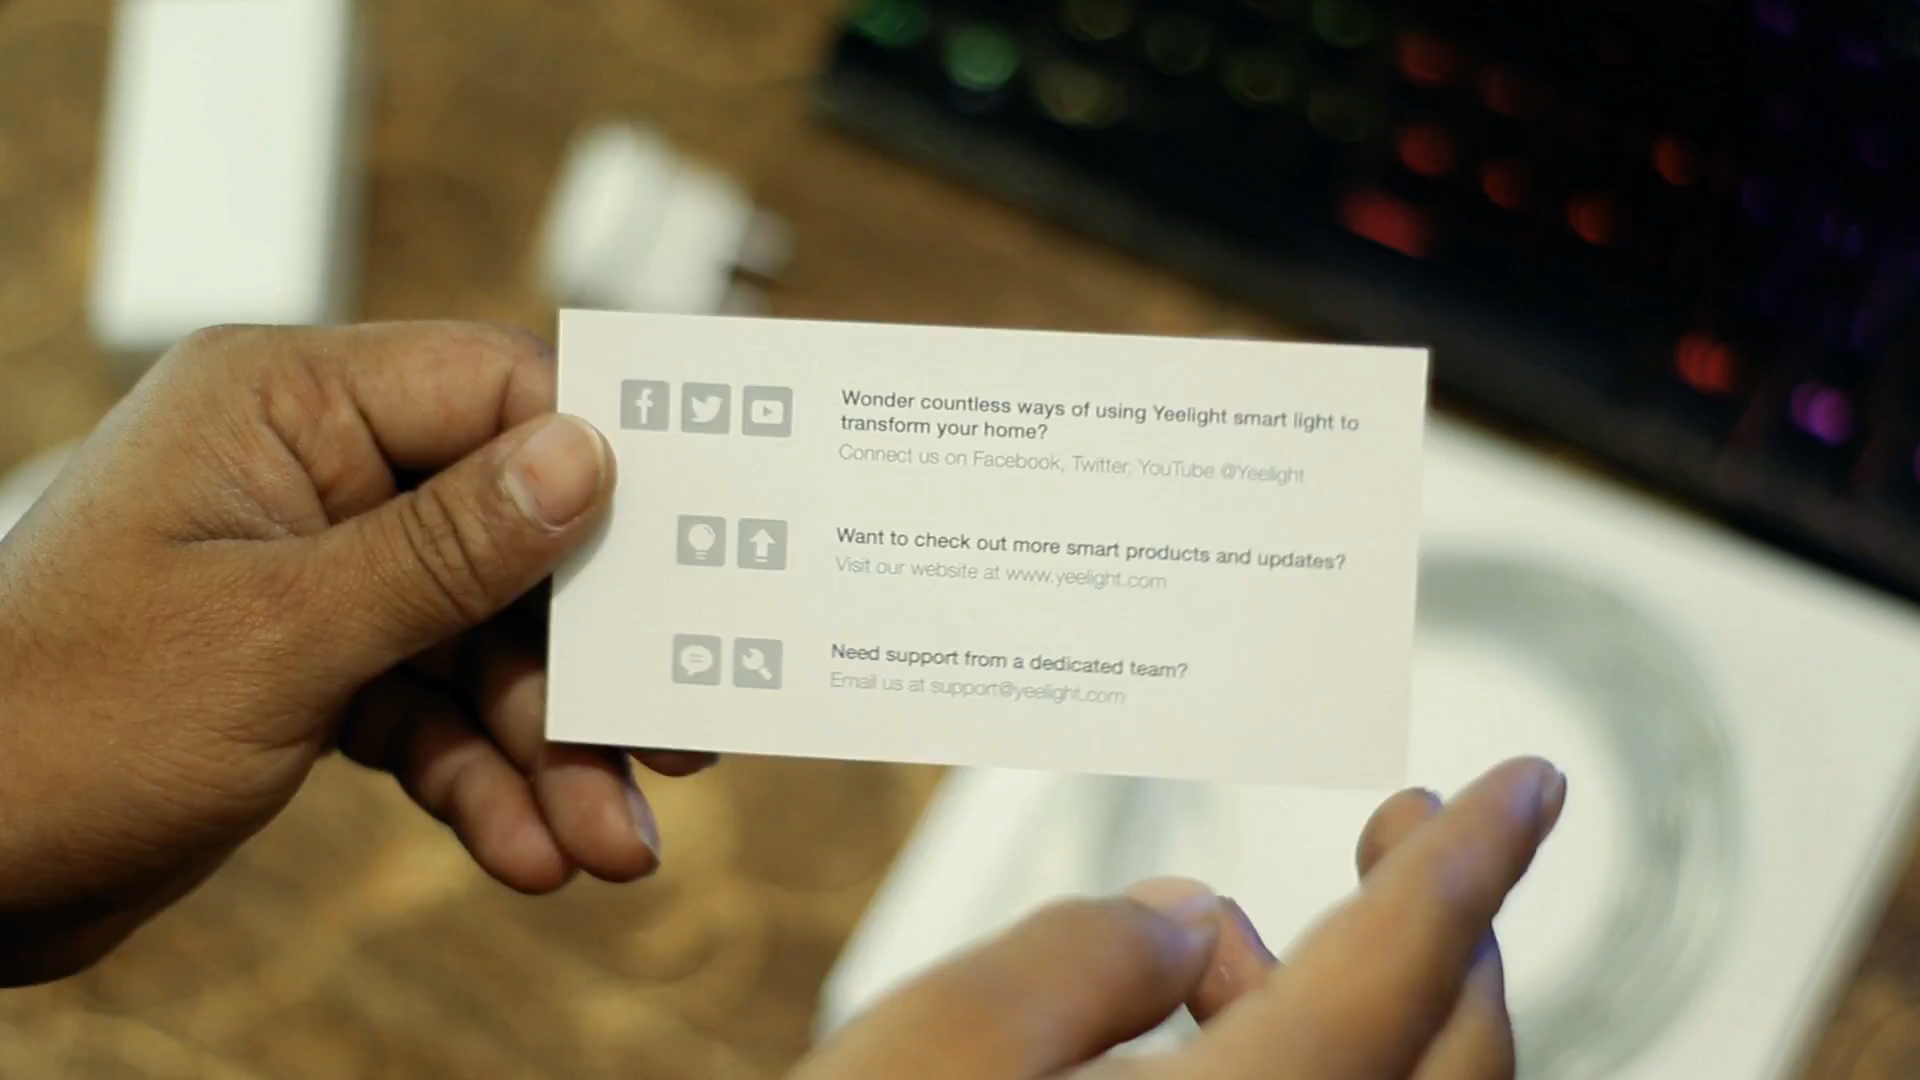 Wonder countless ways of using Yeelight smart light to
transform your home?
Connect us on Facebook, Twitter, YouTube @Yeelight
Want to check out more smart products and updates?
Visit our website at www.yeelight.com
Need support from a dedicated team?
Email us at support@yeelight.com